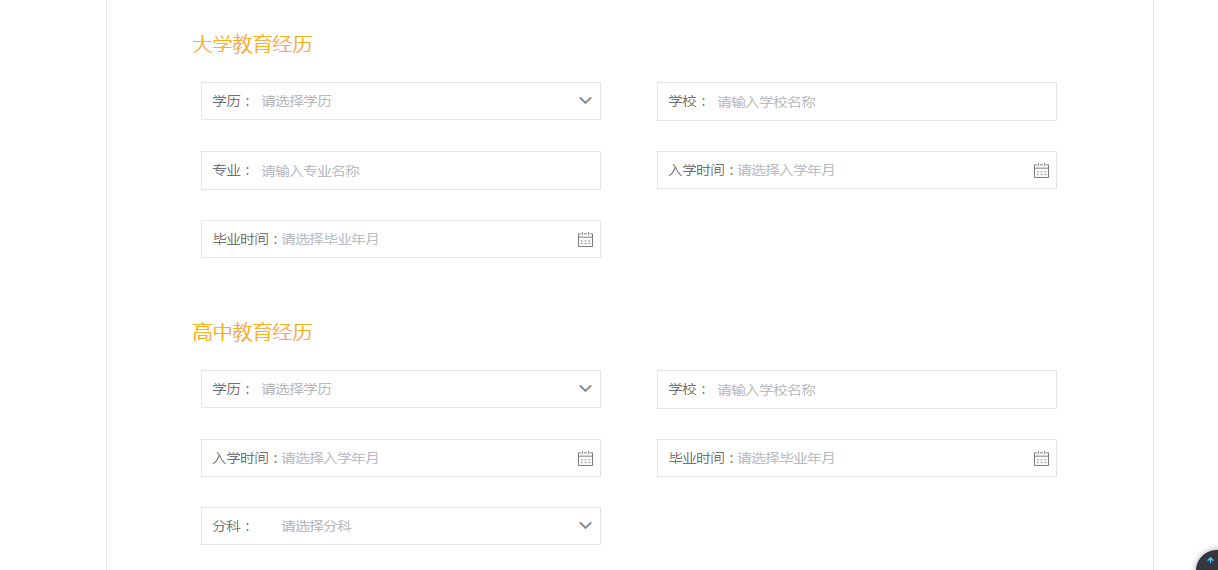 大学教育经历
学历： 请选择学历
学校： 请输入学校名称
专业： 请输入专业名称
入学时间：请选择入学年月
毕业时间：请选择毕业年月
高中教育经历
学历： 请选择学历
学校： 请输入学校名称
入学时间：请选择入学年月
毕业时间：请选择毕业年月
分科： 请选择分科